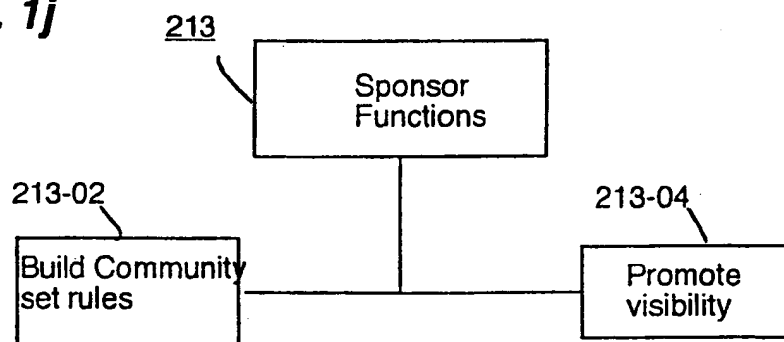 . 1j
213
Sponsor
Functions
213-02
213-04
Build Community
set rules
Promote
visibility